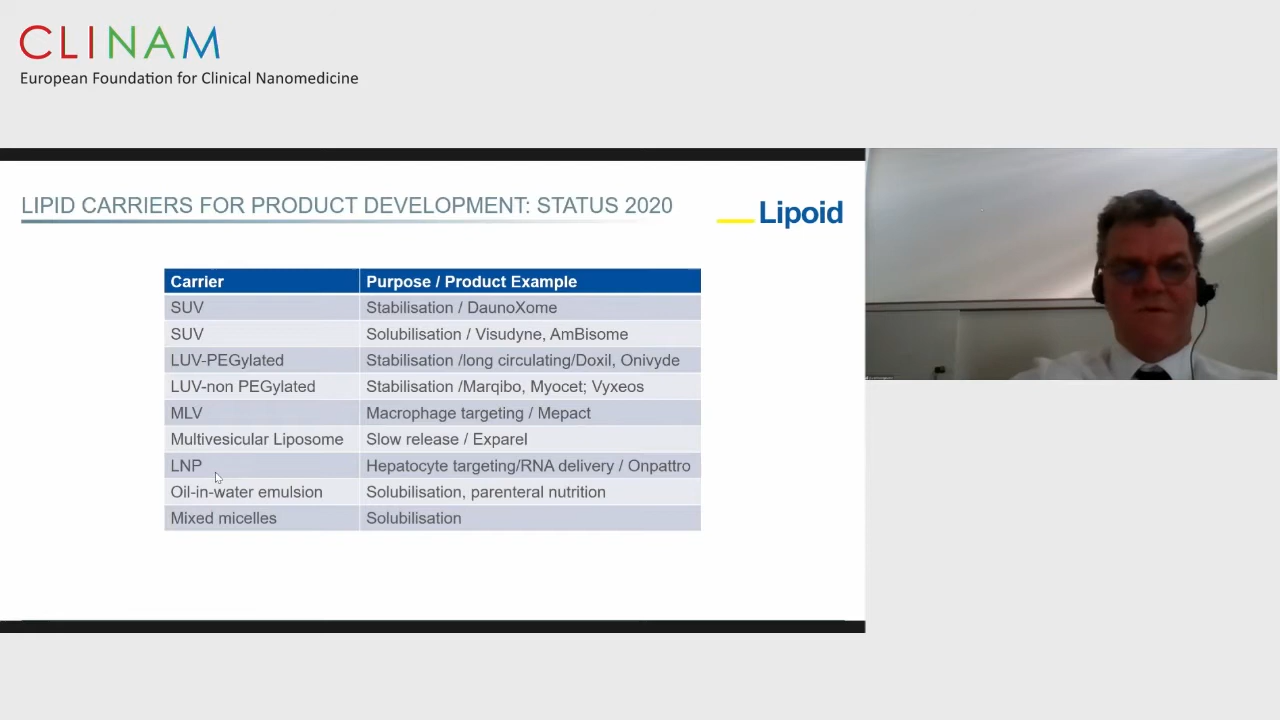 CLINAM
European Foundation for Clinical Nanomedicine
LIPID CARRIERS FOR PRODUCT DEVELOPMENT: STATUS 2020
Lipoid
Carrier Purpose / Product Example
SUV Stabilisation / DaunoXome
SUV Solubilisation / Visudyne, AmBisome
LUV-PEGylated Stabilisation /long circulating/Doxil, Onivyde
LUV-non PEGylated Stabilisation /Marqibo, Myocet; Vyxeos
MLV Macrophage targeting / Mepact
Multivesicular Liposome Slow release / Exparel
LNP Hepatocyte targeting/RNA delivery / Onpattro
Oil-in-water emulsion Solubilisation, parenteral nutrition
Mixed micelles Solubilisation